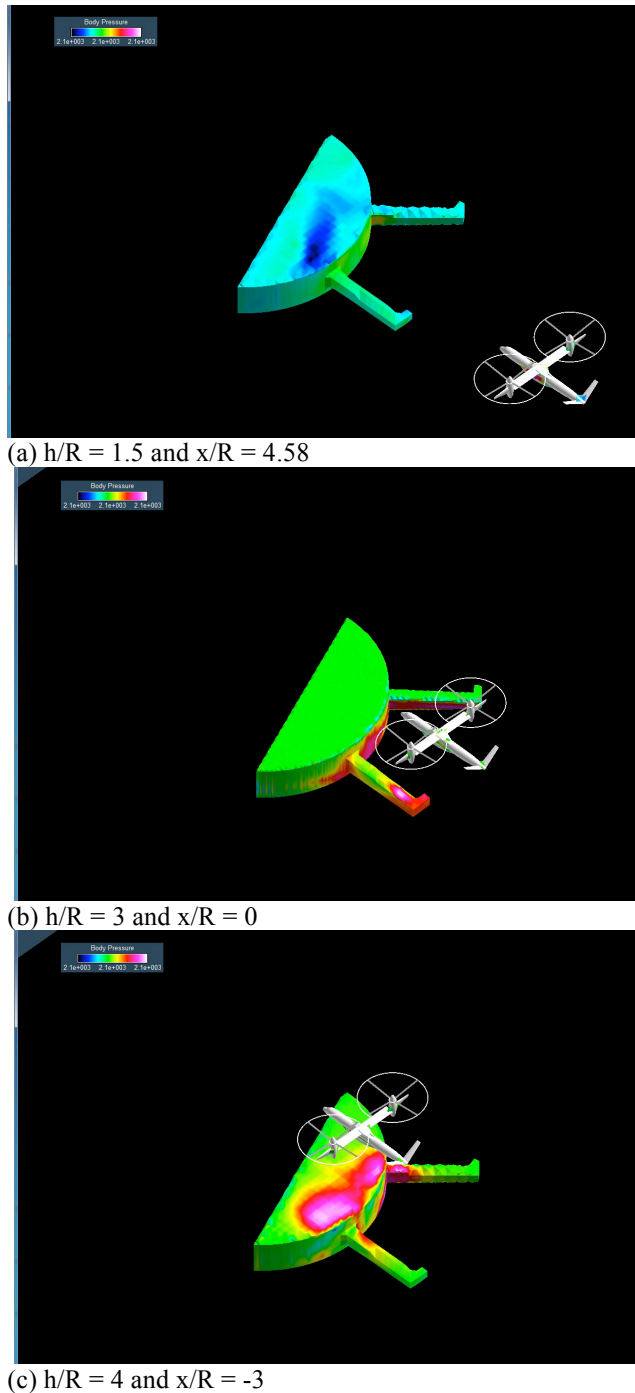 Body Pressure
2.1e+003 2.1e+003 2.1e+003
(a) h/R = 1.5 and x/R = 4.58
Body Pressure
2.1e+003 2.1e+003 2.1e+003
(b) h/R = 3 and x/R = 0
Body Pressure
2.1e+003 2.1e+003 2.1e+003
(c) h/R = 4 and x/R = -3